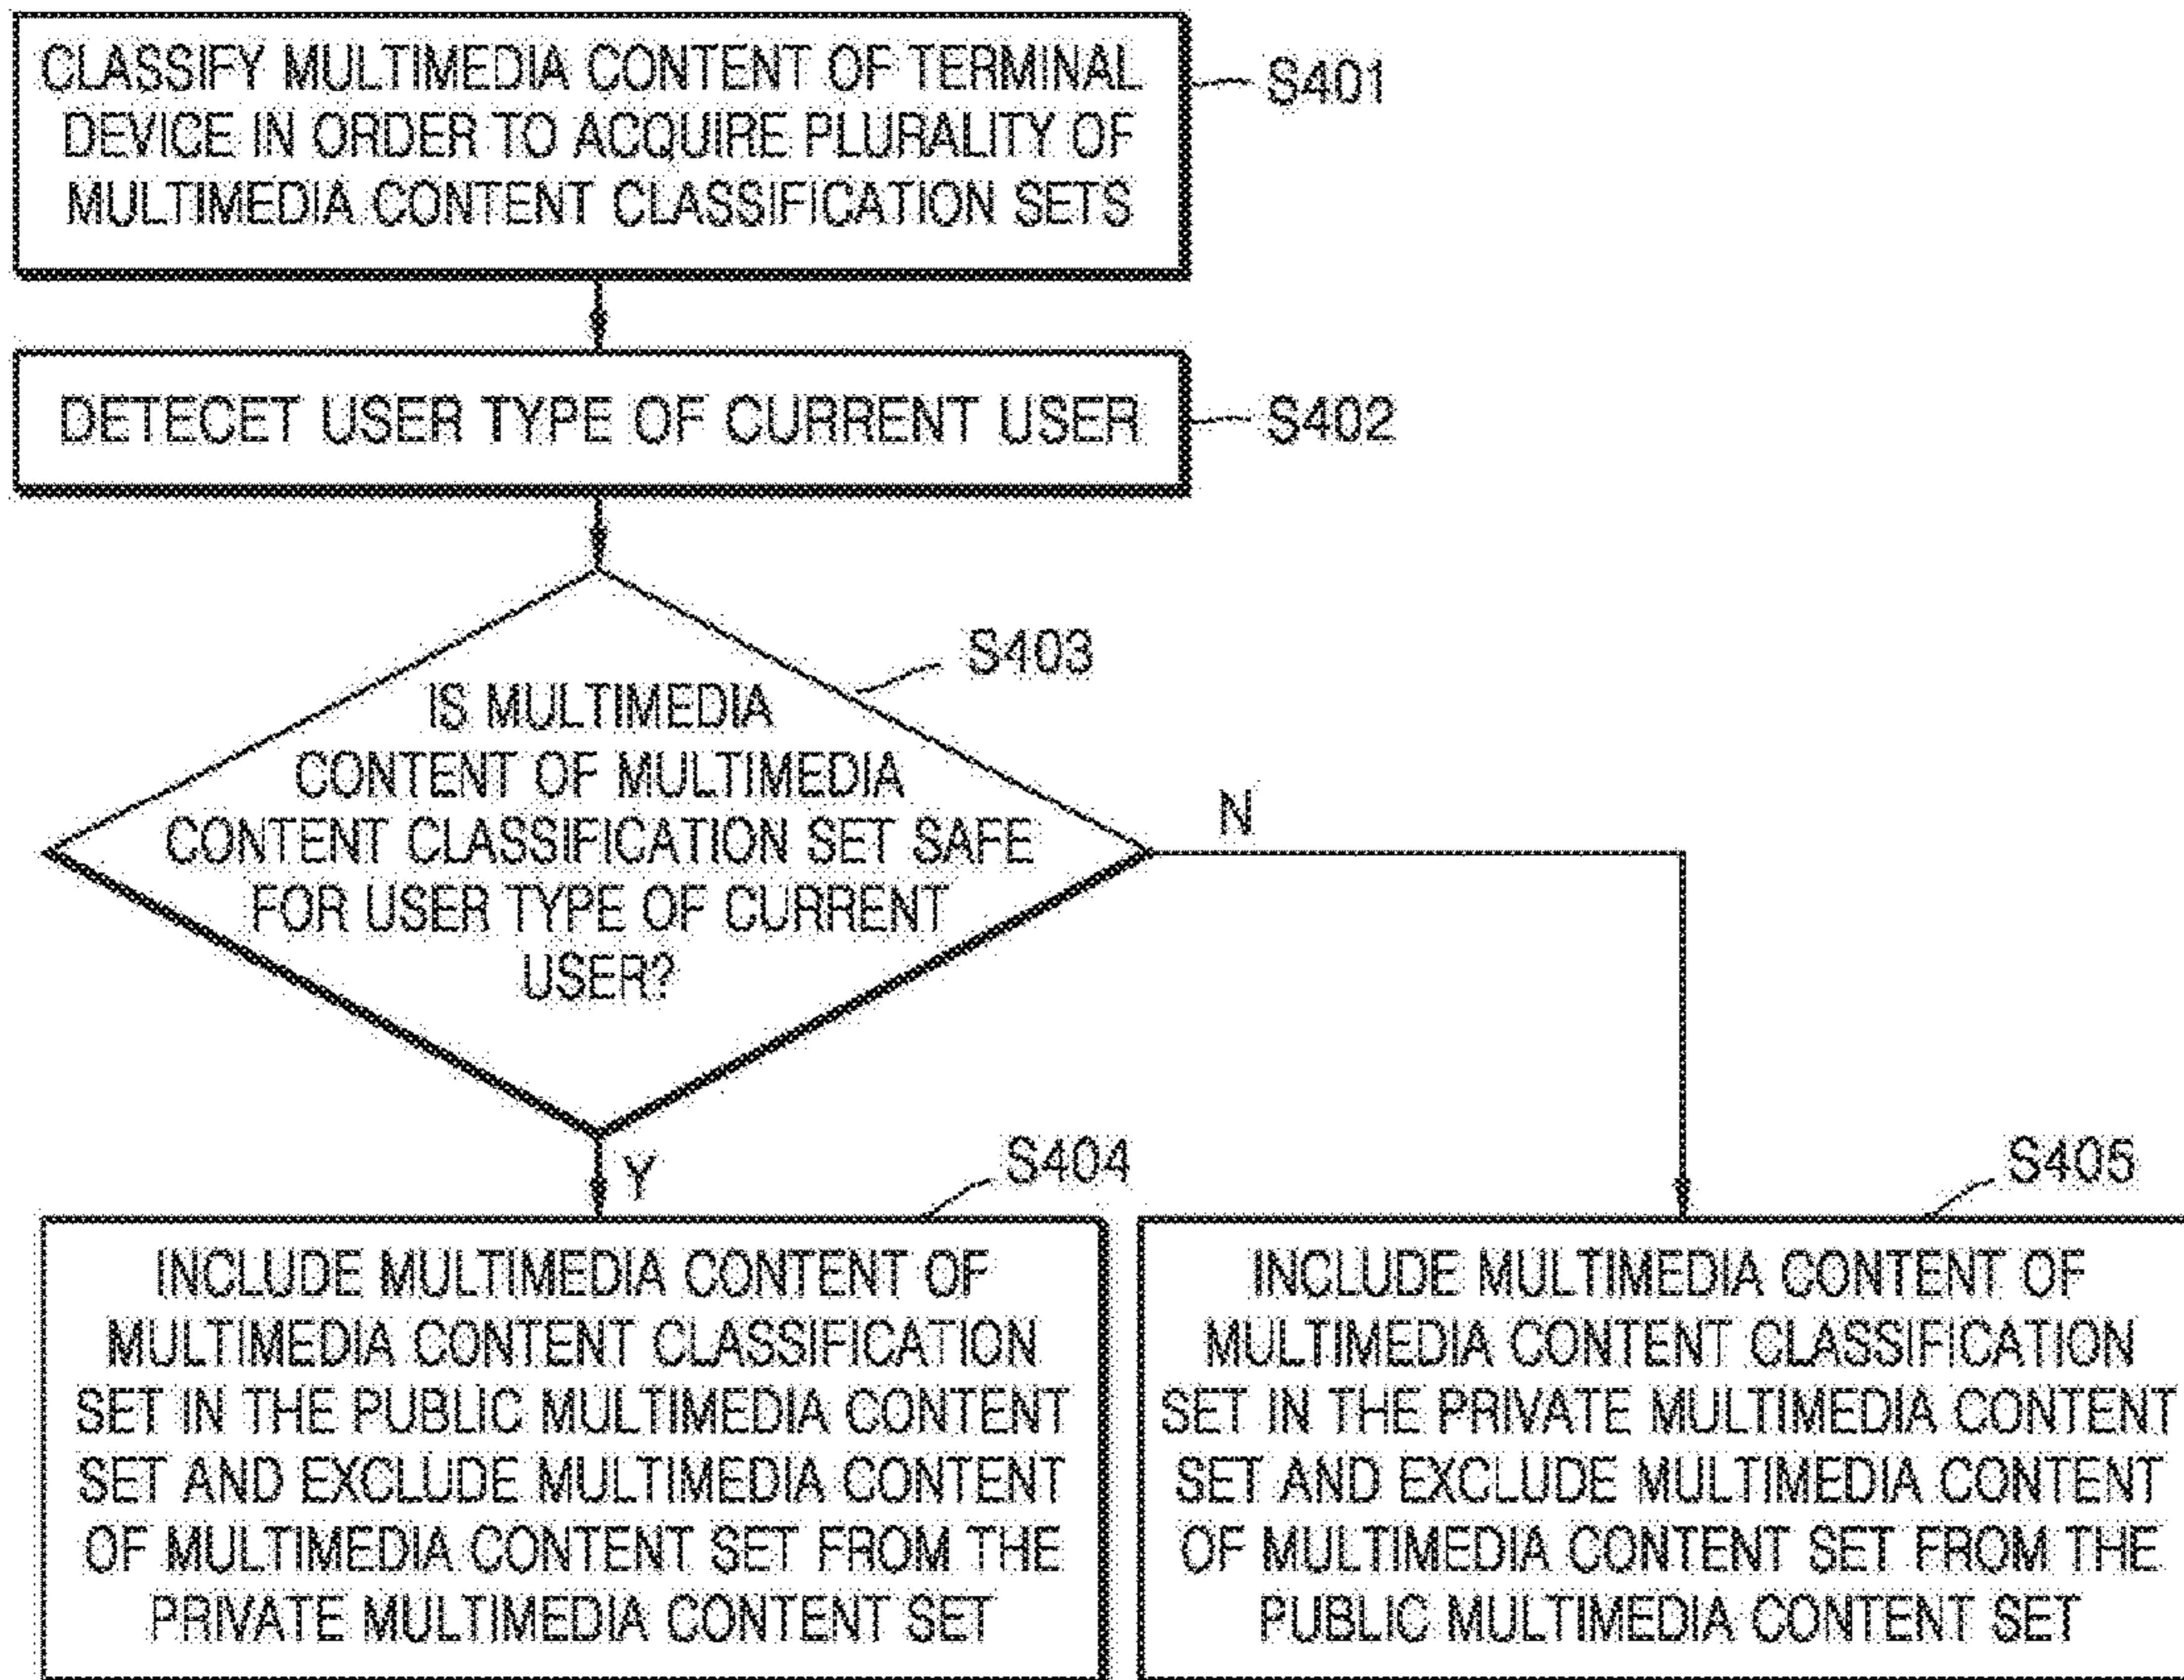 CLASSIFY MULTIMEDIA CONTENT OF TERMINAL
DEVICE IN ORDER TO ACQUIRE PLURALITY OF
MULTIMEDIA CONTENT CLASSIFICATION SETS
S401
DETECET USER TYPE OF CURRENT USER
S402
S403
IS MULTIMEDIA
CONTENT OF MULTIMEDIA
CONTENT CLASSIFICATION SET SAFE
FOR USER TYPE OF CURRENT
USER?
N
Y
S404
INCLUDE MULTIMEDIA CONTENT OF
MULTIMEDIA CONTENT CLASSIFICATION
SET IN THE PUBLIC MULTIMEDIA CONTENT
SET AND EXCLUDE MULTIMEDIA CONTENT
OF MULTIMEDIA CONTENT SET FROM THE
PRIVATE MULTIMEDIA CONTENT SET
S405
INCLUDE MULTIMEDIA CONTENT OF
MULTIMEDIA CONTENT CLASSIFICATION
SET IN THE PRIVATE MULTIMEDIA CONTENT
SET AND EXCLUDE MULTIMEDIA CONTENT
OF MULTIMEDIA CONTENT SET FROM THE
PUBLIC MULTIMEDIA CONTENT SET